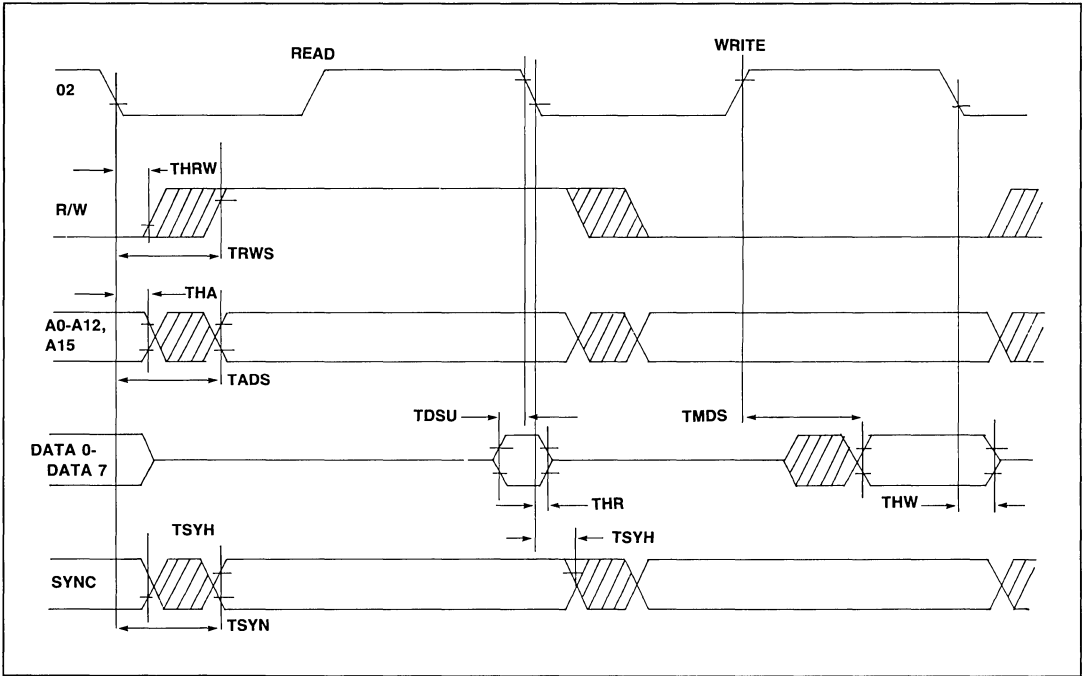 READ
WRITE
02
THRW
R/W
TRWS
THA
A0-A12,
A15
TADS
TDSU
TMDS
DATA 0-
DATA 7
THR
THW
TSYH
TSYH
SYNC
TSYN